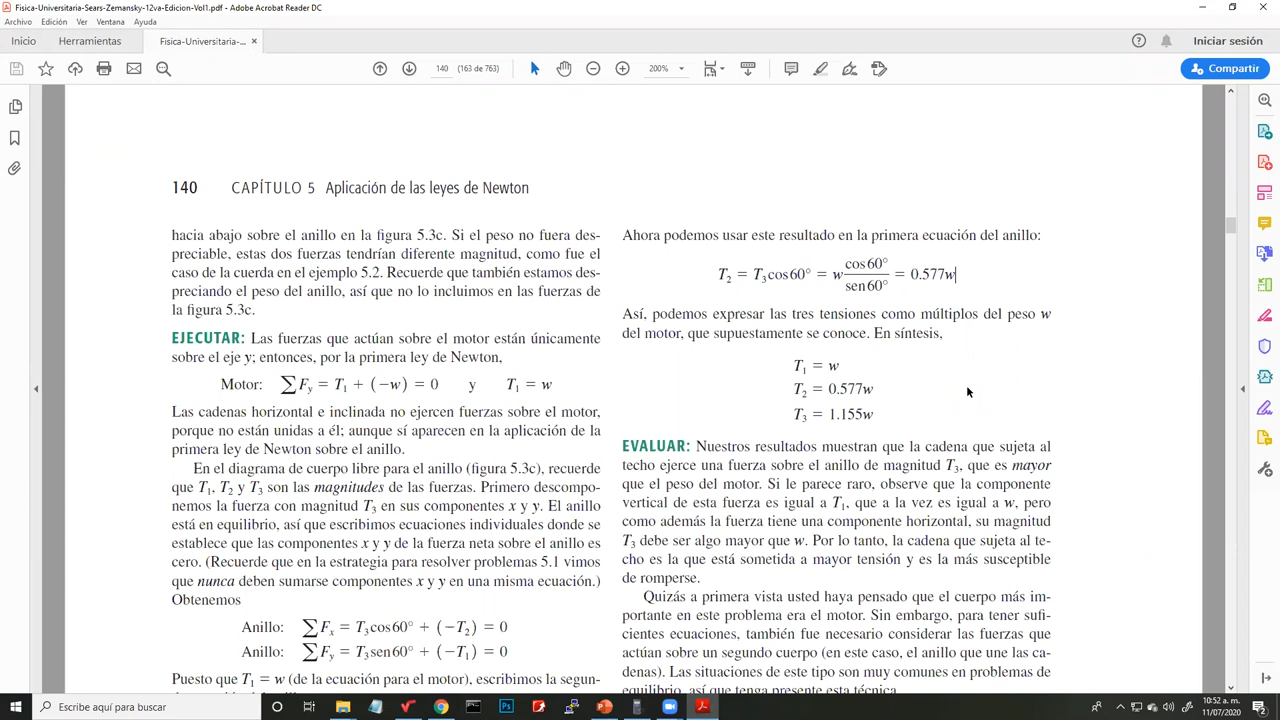 Fisica-Universitaria-Sears-Zemansky-12va-Edicion-Vol1.pdf - Adobe Acrobat Reader DC
Archivo Edición Ver Ventana Ayuda
Inicio Herramientas Fisica-Universitaria-... × Iniciar sesión
140 (163 de 763) 200% Compartir
140 CAPÍTULO 5 Aplicación de las leyes de Newton
hacia abajo sobre el anillo en la figura 5.3c. Si el peso no fuera des-
preciable, estas dos fuerzas tendrían diferente magnitud, como fue el
caso de la cuerda en el ejemplo 5.2. Recuerde que también estamos des-
preciando el peso del anillo, así que no lo incluimos en las fuerzas de
la figura 5.3c.
EJECUTAR: Las fuerzas que actúan sobre el motor están únicamente
sobre el eje y; entonces, por la primera ley de Newton,
Motor: ∑F_y = T_1 + (−w) = 0 y T_1 = w
Las cadenas horizontal e inclinada no ejercen fuerzas sobre el motor,
porque no están unidas a él; aunque sí aparecen en la aplicación de la
primera ley de Newton sobre el anillo.
En el diagrama de cuerpo libre para el anillo (figura 5.3c), recuerde
que T_1, T_2 y T_3 son las magnitudes de las fuerzas. Primero descompo-
nemos la fuerza con magnitud T_3 en sus componentes x y y. El anillo
está en equilibrio, así que escribimos ecuaciones individuales donde se
establece que las componentes x y y de la fuerza neta sobre el anillo es
cero. (Recuerde que en la estrategia para resolver problemas 5.1 vimos
que nunca deben sumarse componentes x y y en una misma ecuación.)
Obtenemos
Anillo: ∑F_x = T_3cos60° + (−T_2) = 0
Anillo: ∑F_y = T_3sen60° + (−T_1) = 0
Puesto que T_1 = w (de la ecuación para el motor), escribimos la segun-
Ahora podemos usar este resultado en la primera ecuación del anillo:
T_2 = T_3cos60° = w cos60°/sen60° = 0.577w
Así, podemos expresar las tres tensiones como múltiplos del peso w
del motor, que supuestamente se conoce. En síntesis,
T_1 = w
T_2 = 0.577w
T_3 = 1.155w
EVALUAR: Nuestros resultados muestran que la cadena que sujeta al
techo ejerce una fuerza sobre el anillo de magnitud T_3, que es mayor
que el peso del motor. Si le parece raro, observe que la componente
vertical de esta fuerza es igual a T_1, que a la vez es igual a w, pero
como además la fuerza tiene una componente horizontal, su magnitud
T_3 debe ser algo mayor que w. Por lo tanto, la cadena que sujeta al te-
cho es la que está sometida a mayor tensión y es la más susceptible
de romperse.
Quizás a primera vista usted haya pensado que el cuerpo más im-
portante en este problema era el motor. Sin embargo, para tener sufi-
cientes ecuaciones, también fue necesario considerar las fuerzas que
actúan sobre un segundo cuerpo (en este caso, el anillo que une las ca-
denas). Las situaciones de este tipo son muy comunes en problemas de
equilibrio, así que tenga presente esta técnica.
Escribe aquí para buscar
10:52 a. m.
11/07/2020